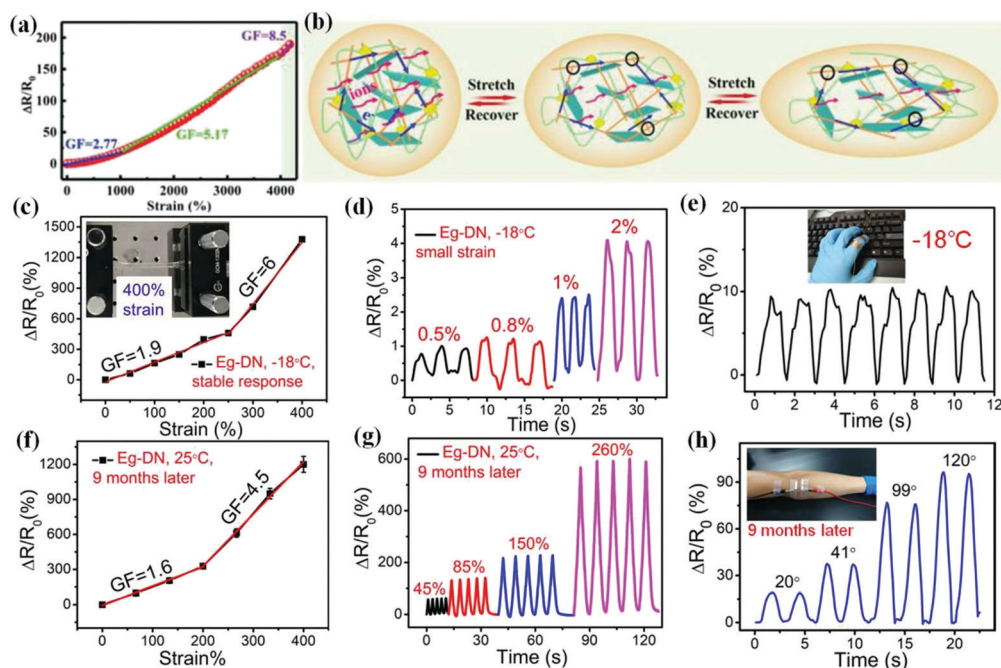 (a)
GF=8.5
GF=5.17
GF=2.77
ΔR/R₀
200
150
100
50
0
0 1000 2000 3000 4000
Strain (%)
(b)
ions
e⁻
Stretch
Recover
Stretch
Recover
(c)
ΔR/R₀ (%)
1500
1200
900
600
300
0
400%
strain
GF=1.9
GF=6
Eg-DN, -18°C,
stable response
0 100 200 300 400
Strain (%)
(d)
ΔR/R₀ (%)
5
4
3
2
1
0
Eg-DN, -18°C
small strain
0.5%
0.8%
1%
2%
0 5 10 15 20 25 30
Time (s)
(e)
ΔR/R₀ (%)
20
10
0
-18°C
0 2 4 6 8 10 12
Time (s)
(f)
ΔR/R₀ (%)
1200
900
600
300
0
Eg-DN, 25°C,
9 months later
GF=1.6
GF=4.5
0 100 200 300 400
Strain%
(g)
ΔR/R₀ (%)
600
400
200
0
Eg-DN, 25°C,
9 months later
45%
85%
150%
260%
0 30 60 90 120
Time (s)
(h)
ΔR/R₀ (%)
120
90
60
30
0
9 months later
20°
41°
99°
120°
0 5 10 15 20
Time (s)